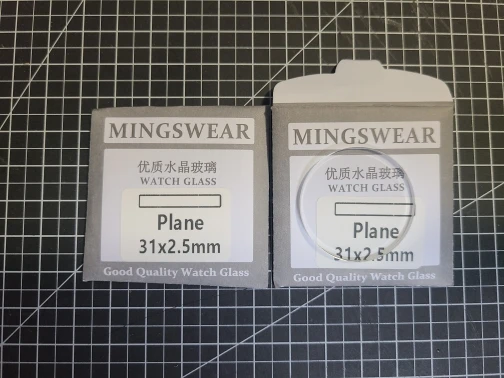 MINGSWEAR
优质水晶玻璃
WATCH GLASS
Plane
31x2.5mm
Good Quality Watch Glass
MINGSWEAR
优质水晶玻璃
WATCH GLASS
Plane
31x2.5mm
Good Quality Watch Glass